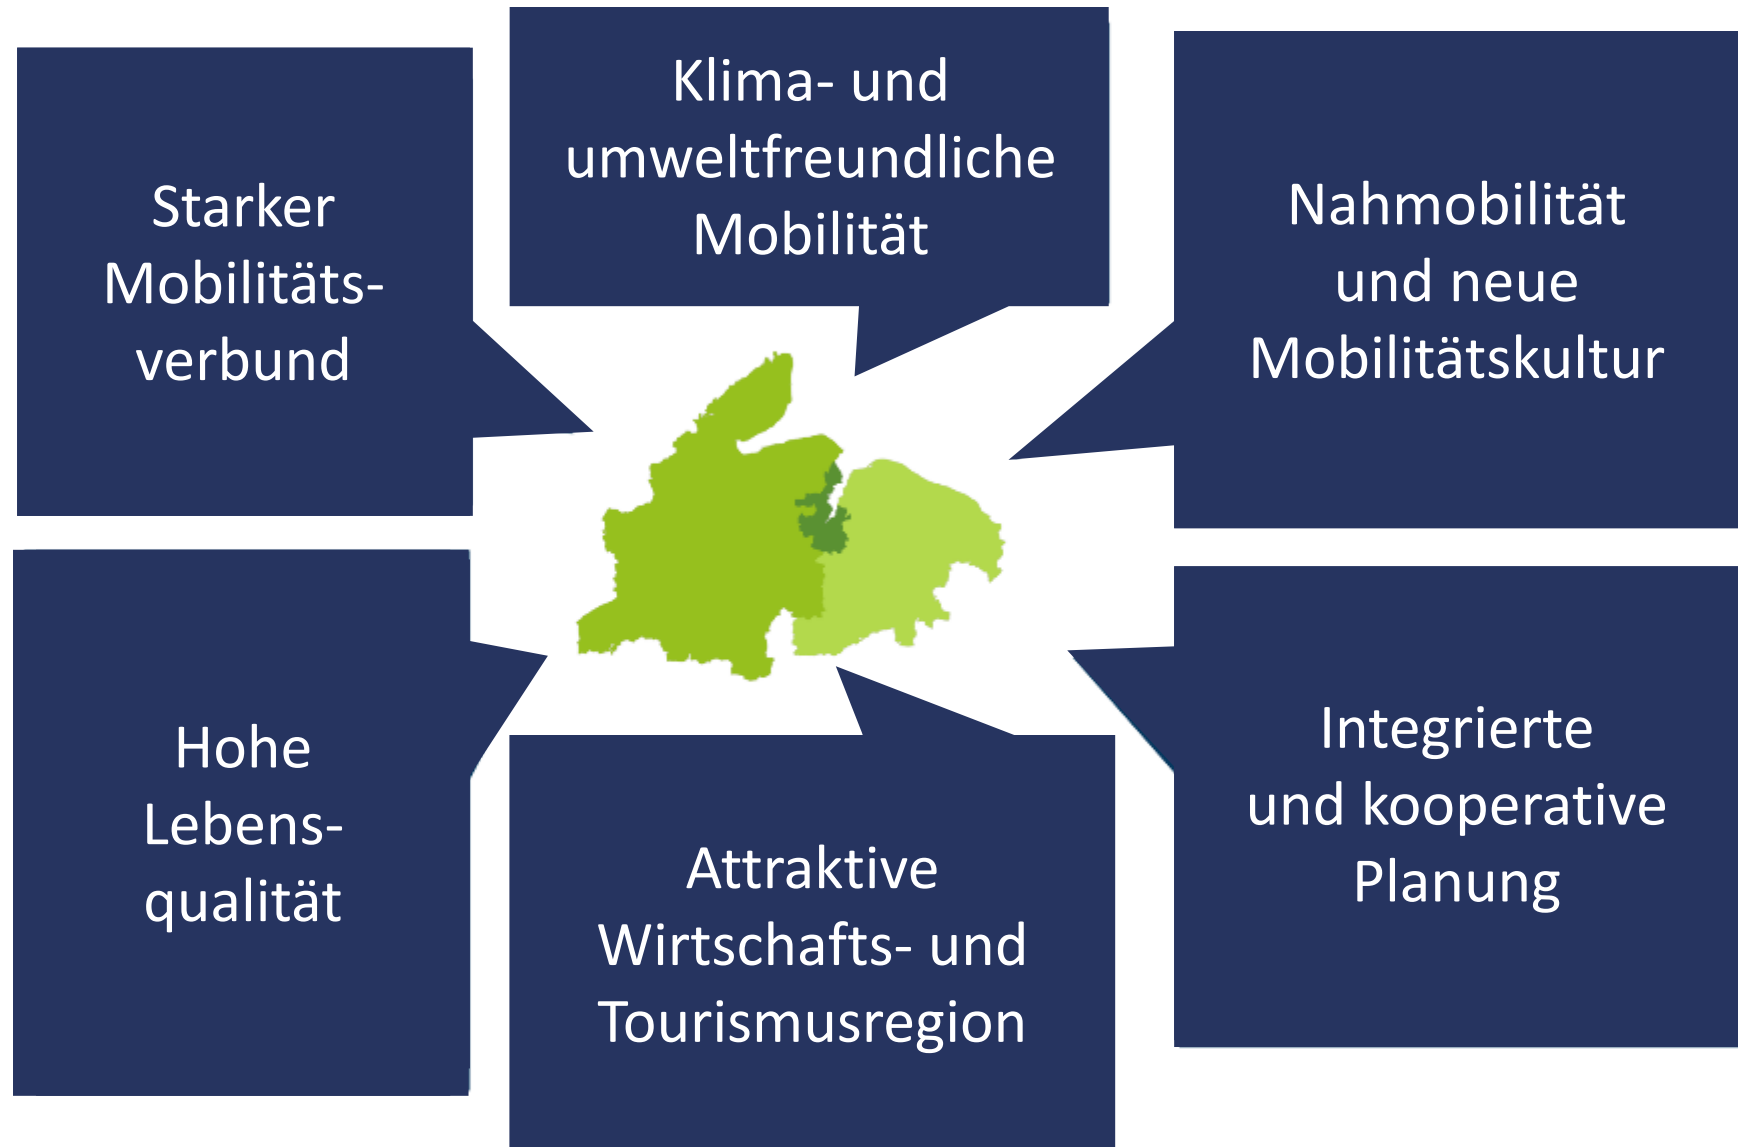 Starker
Mobilitäts-
verbund
Klima- und
umweltfreundliche
Mobilität
Nahmobilität
und neue
Mobilitätskultur
Hohe
Lebens-
qualität
Attraktive
Wirtschafts- und
Tourismusregion
Integrierte
und kooperative
Planung